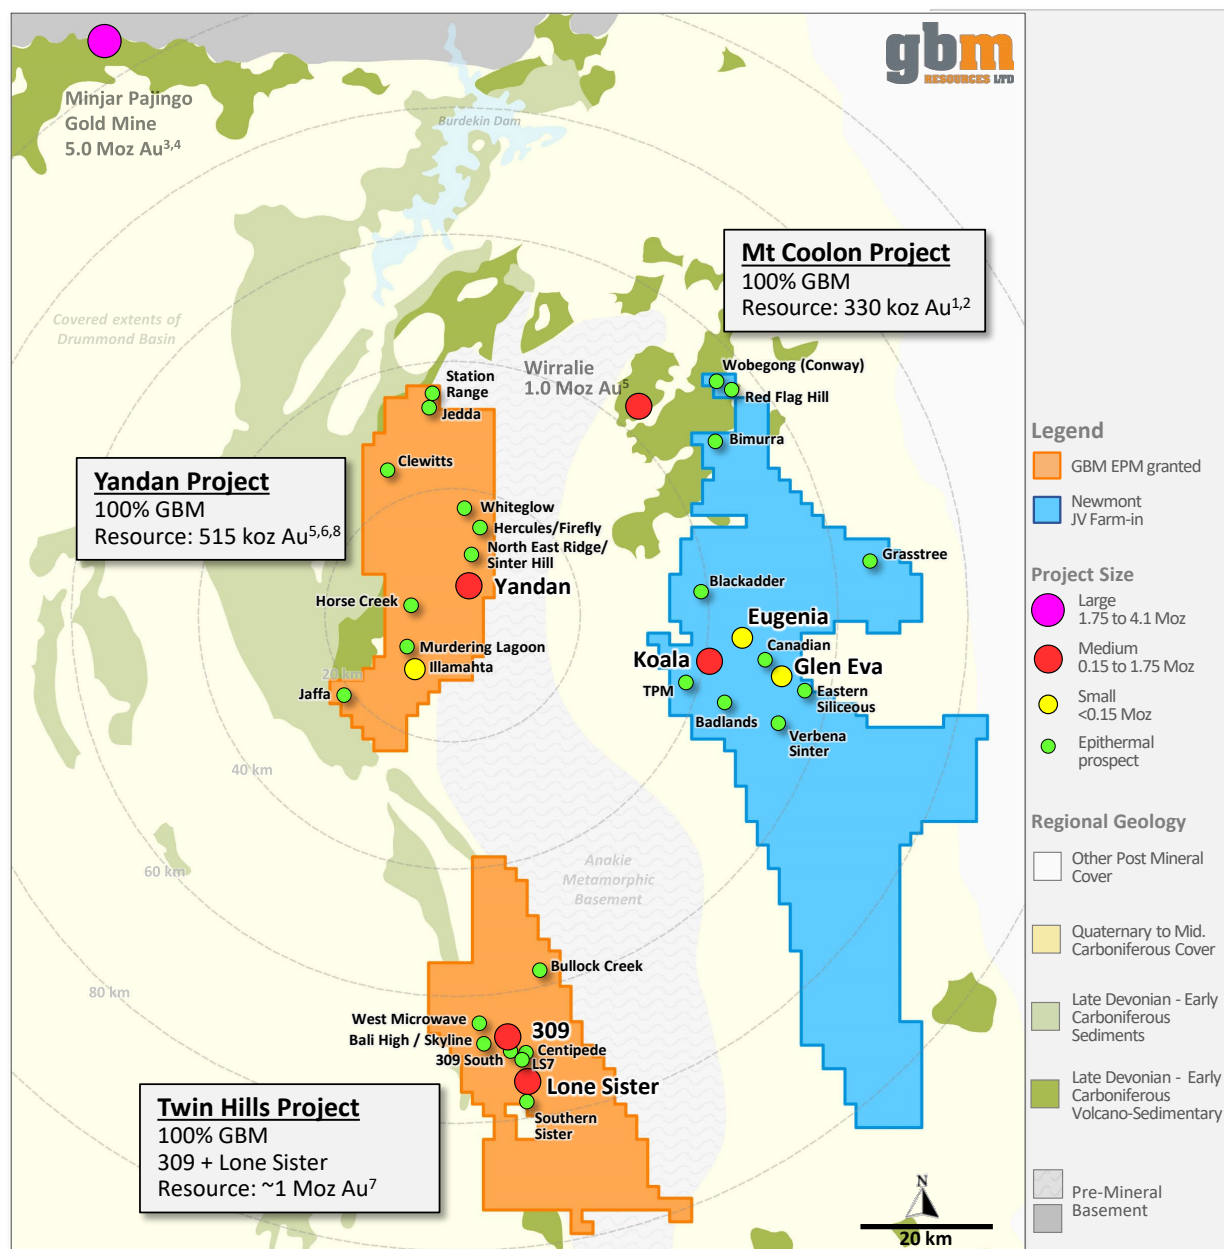 gbm
RESOURCES LTD
Minjar Pajingo
Gold Mine
5.0 Moz Au3,4
Burdekin Dam
Mt Coolon Project
100% GBM
Resource: 330 koz Au1,2
Covered extents of
Drummond Basin
Wirralie
1.0 Moz Au5
Wobegong (Conway)
Red Flag Hill
Bimurra
Station
Range
Jedda
Clewitts
Yandan Project
100% GBM
Resource: 515 koz Au5,6,8
Whiteglow
Hercules/Firefly
North East Ridge/
Sinter Hill
Yandan
Horse Creek
Murdering Lagoon
Illamahta
20 km
Jaffa
Grasstree
Blackadder
Eugenia
Canadian
Koala
Glen Eva
TPM
Eastern
Siliceous
Badlands
Verbena
Sinter
40 km
60 km
80 km
Anakie
Metamorphic
Basement
Bullock Creek
West Microwave
309
Bali High / Skyline
Centipede
309 South
LS7
Lone Sister
Southern
Sister
Twin Hills Project
100% GBM
309 + Lone Sister
Resource: ~1 Moz Au7
N
20 km
Legend
GBM EPM granted
Newmont
JV Farm-in
Project Size
Large
1.75 to 4.1 Moz
Medium
0.15 to 1.75 Moz
Small
<0.15 Moz
Epithermal
prospect
Regional Geology
Other Post Mineral
Cover
Quaternary to Mid.
Carboniferous Cover
Late Devonian - Early
Carboniferous
Sediments
Late Devonian - Early
Carboniferous
Volcano-Sedimentary
Pre-Mineral
Basement